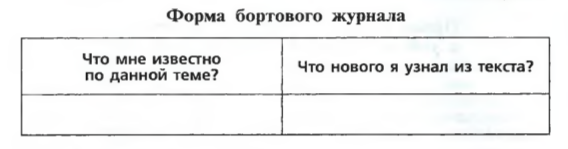 Форма бортового журнала
Что мне известно
по данной теме?
Что нового я узнал из текста?